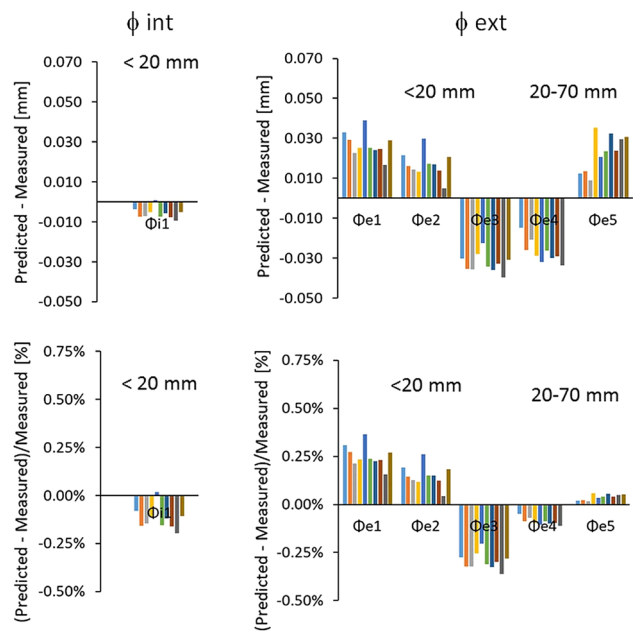 ϕ int
ϕ ext
Predicted - Measured [mm]
0.070
0.050
0.030
0.010
-0.010
-0.030
-0.050
< 20 mm
Φi1
Predicted - Measured [mm]
0.070
0.050
0.030
0.010
-0.010
-0.030
-0.050
<20 mm
20-70 mm
Φe1 Φe2 Φe3 Φe4 Φe5
(Predicted - Measured)/Measured [%]
0.75%
0.50%
0.25%
0.00%
-0.25%
-0.50%
< 20 mm
Φi1
(Predicted - Measured)/Measured [%]
0.75%
0.50%
0.25%
0.00%
-0.25%
-0.50%
<20 mm
20-70 mm
Φe1 Φe2 Φe3 Φe4 Φe5